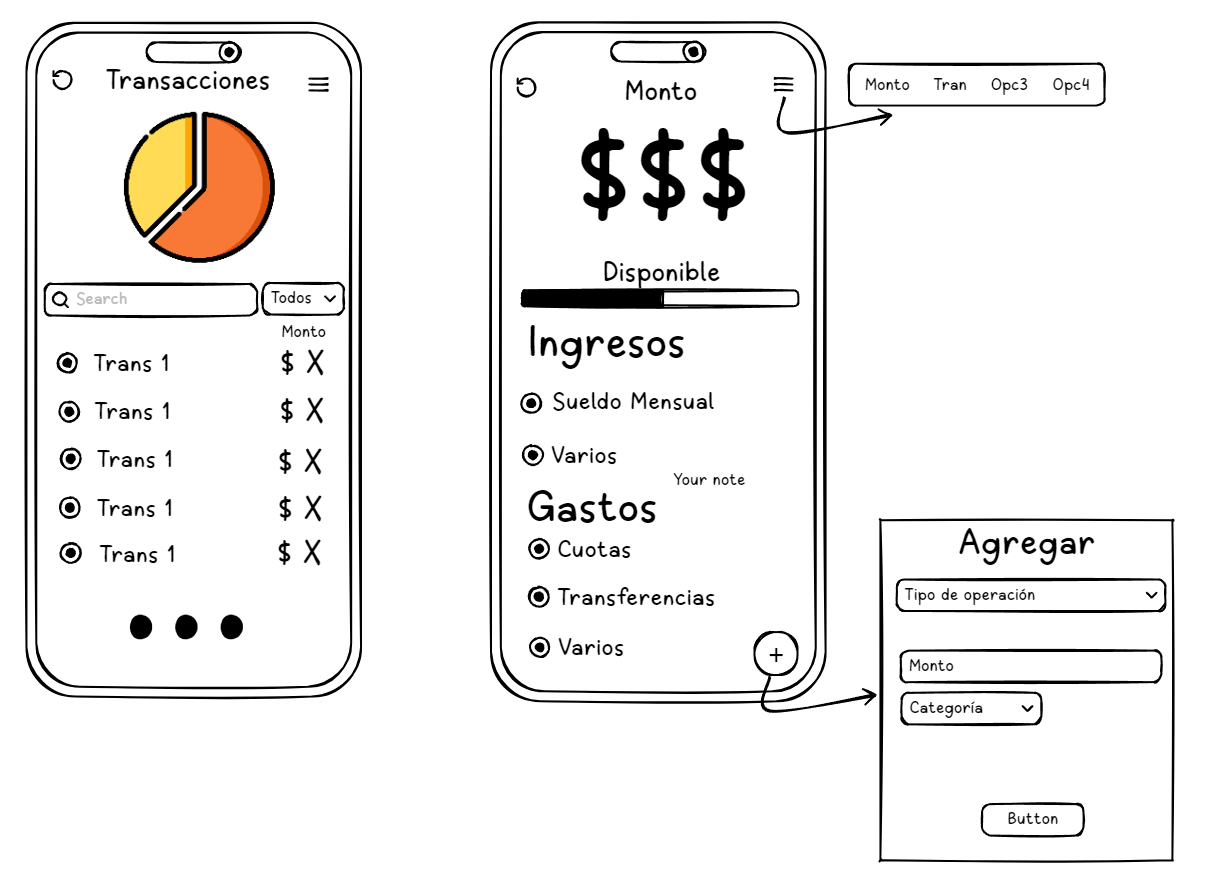 Transacciones
Search
Todos
Monto
Trans 1 $ X
Trans 1 $ X
Trans 1 $ X
Trans 1 $ X
Trans 1 $ X
Monto
$$$
Disponible
Ingresos
Sueldo Mensual
Varios
Your note
Gastos
Cuotas
Transferencias
Varios
+
Monto Tran Opc3 Opc4
Agregar
Tipo de operación
Monto
Categoría
Button